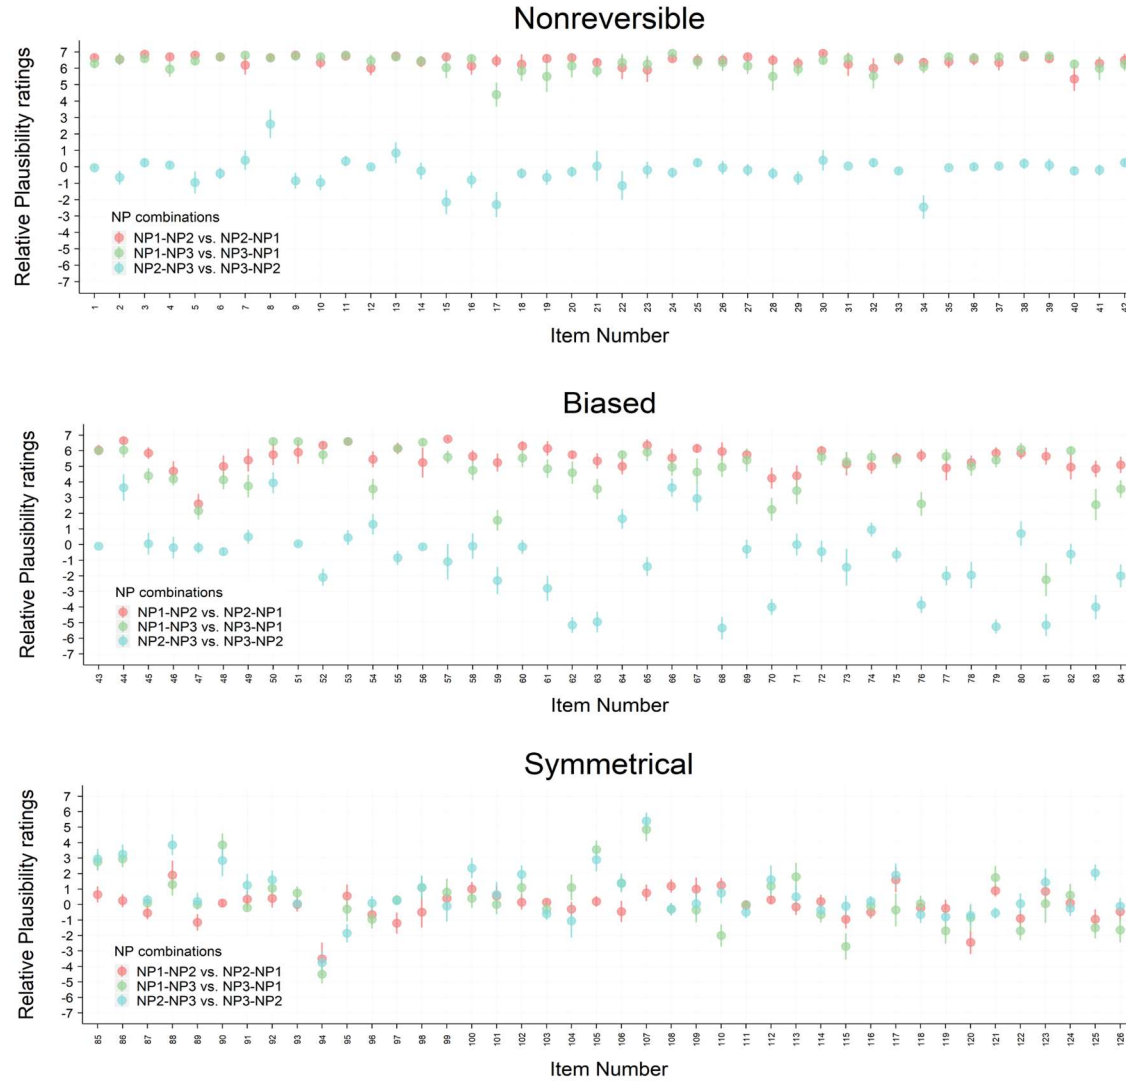 Nonreversible
Relative Plausibility ratings
7
6
5
4
3
2
1
0
-1
-2
-3
-4
-5
-6
-7
NP combinations
NP1-NP2 vs. NP2-NP1
NP1-NP3 vs. NP3-NP1
NP2-NP3 vs. NP3-NP2
1 2 3 4 5 6 7 8 9 10 11 12 13 14 15 16 17 18 19 20 21 22 23 24 25 26 27 28 29 30 31 32 33 34 35 36 37 38 39 40 41 42
Item Number
Biased
Relative Plausibility ratings
7
6
5
4
3
2
1
0
-1
-2
-3
-4
-5
-6
-7
NP combinations
NP1-NP2 vs. NP2-NP1
NP1-NP3 vs. NP3-NP1
NP2-NP3 vs. NP3-NP2
43 44 45 46 47 48 49 50 51 52 53 54 55 56 57 58 59 60 61 62 63 64 65 66 67 68 69 70 71 72 73 74 75 76 77 78 79 80 81 82 83 84
Item Number
Symmetrical
Relative Plausibility ratings
7
6
5
4
3
2
1
0
-1
-2
-3
-4
-5
-6
-7
NP combinations
NP1-NP2 vs. NP2-NP1
NP1-NP3 vs. NP3-NP1
NP2-NP3 vs. NP3-NP2
85 86 87 88 89 90 91 92 93 94 95 96 97 98 99 100 101 102 103 104 105 106 107 108 109 110 111 112 113 114 115 116 117 118 119 120 121 122 123 124 125 126
Item Number